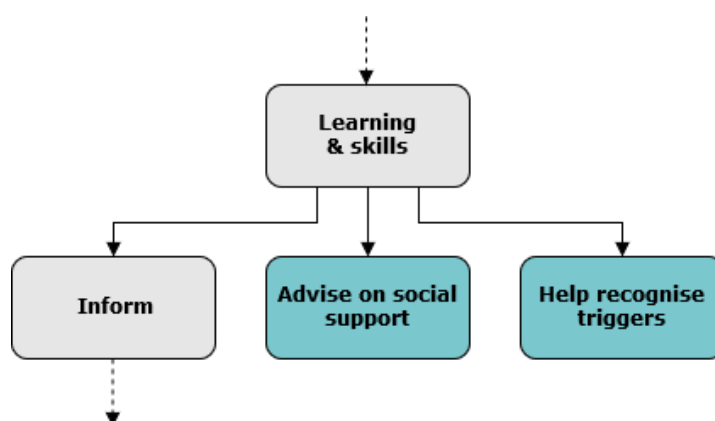 Learning
& skills
Inform
Advise on social
support
Help recognise
triggers